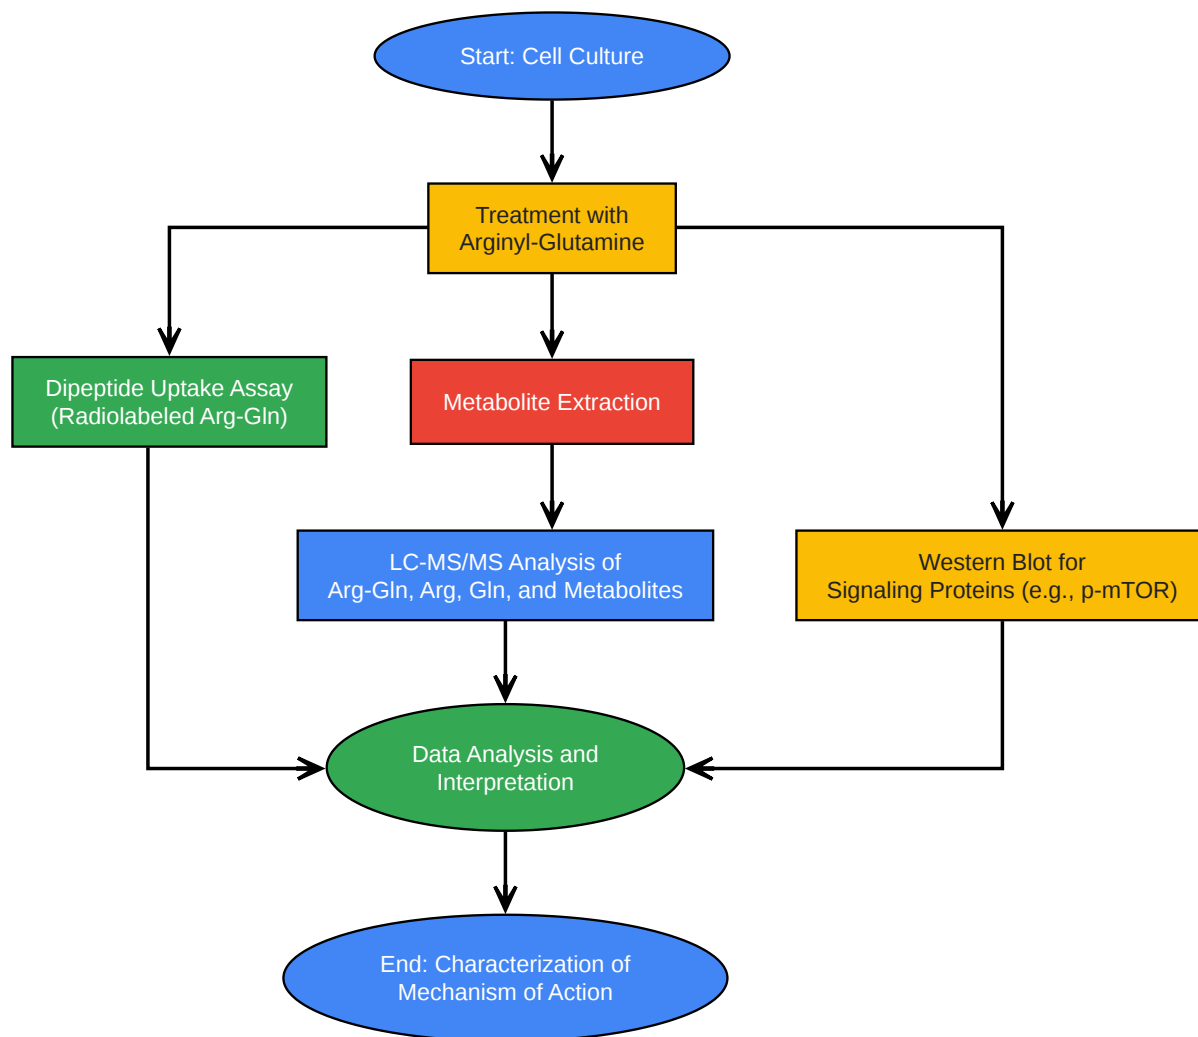 Start: Cell Culture
Treatment with
Arginyl-Glutamine
Dipeptide Uptake Assay
(Radiolabeled Arg-Gln)
Metabolite Extraction
LC-MS/MS Analysis of
Arg-Gln, Arg, Gln, and Metabolites
Western Blot for
Signaling Proteins (e.g., p-mTOR)
Data Analysis and
Interpretation
End: Characterization of
Mechanism of Action